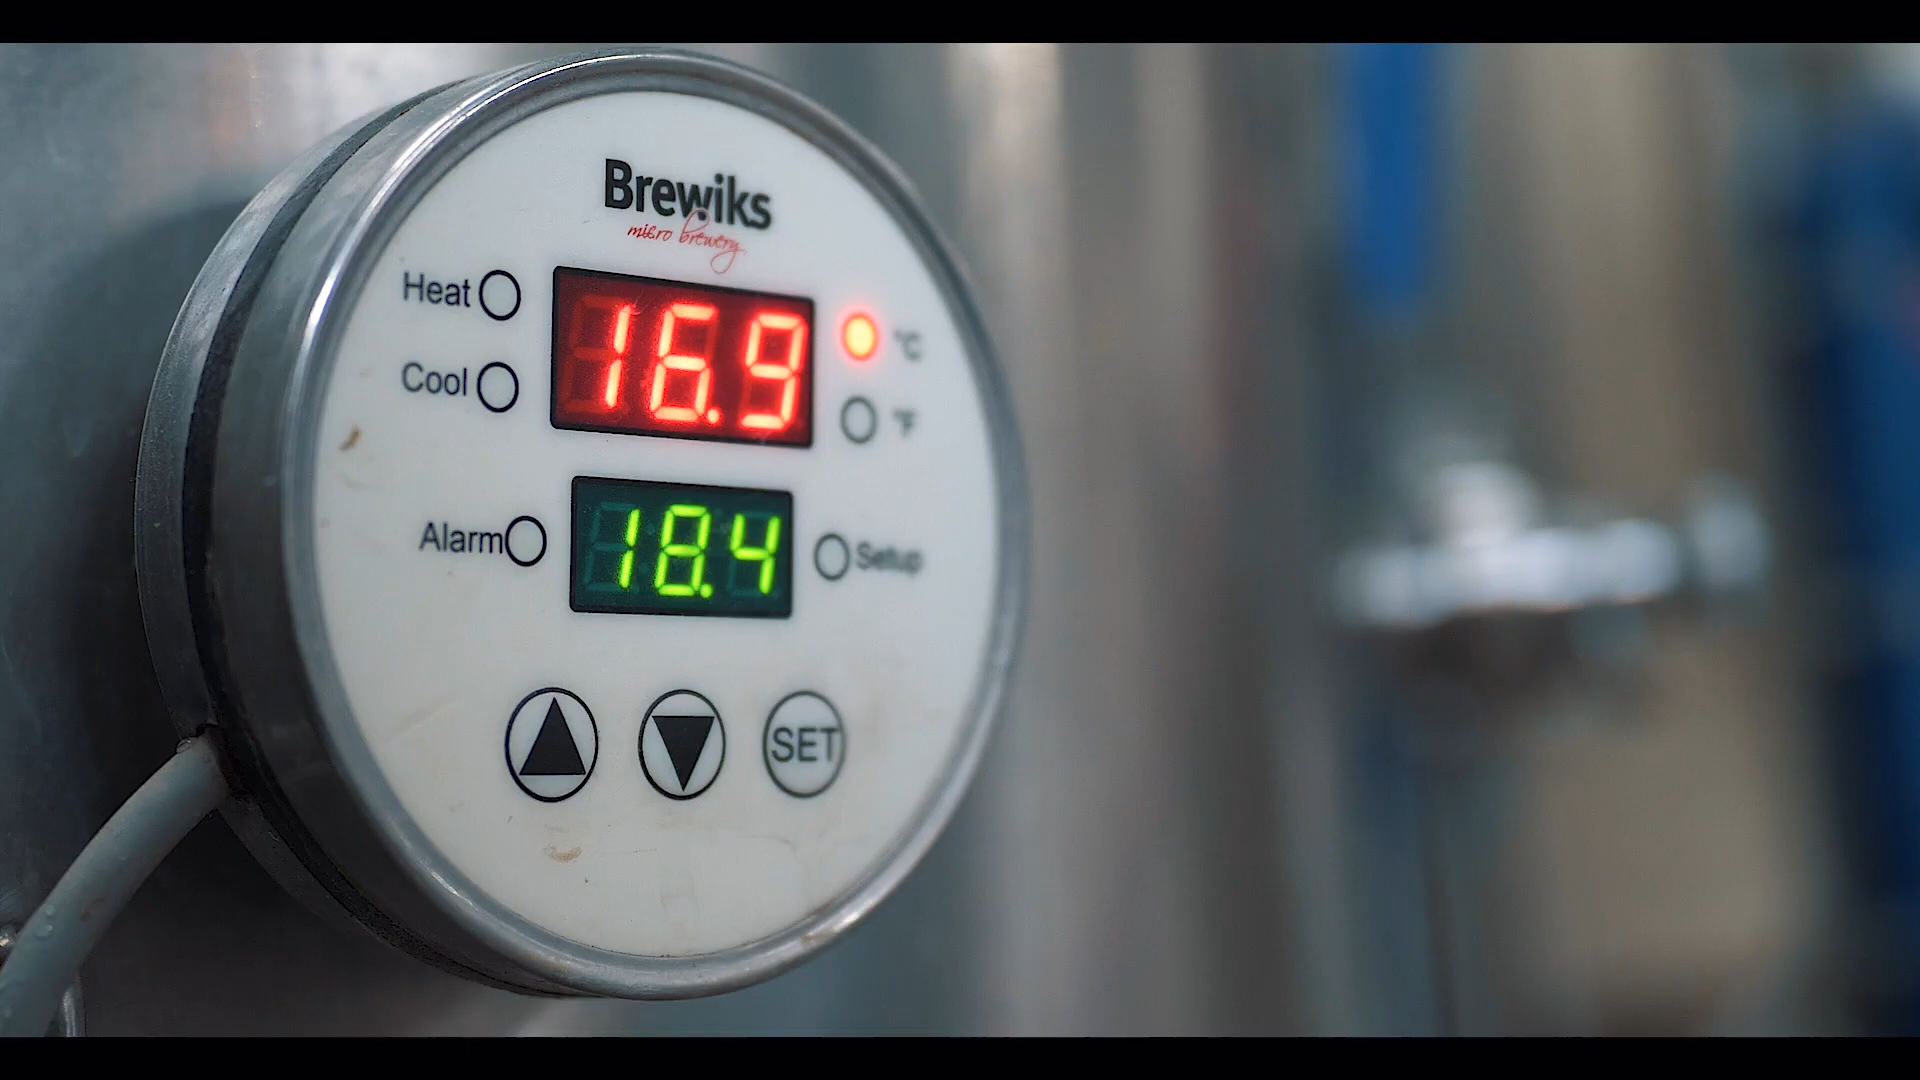 Brewiks
micro brewery
Heat
16.9
°C
Cool
°F
Alarm
18.4
Setup
SET